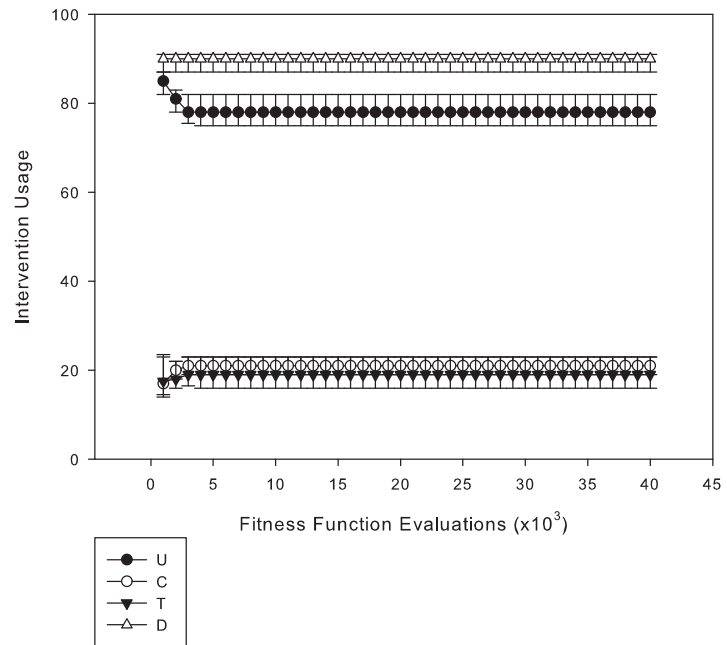 100
80
60
40
20
0
Intervention Usage
0 5 10 15 20 25 30 35 40 45
Fitness Function Evaluations (x10³)
U
C
T
D